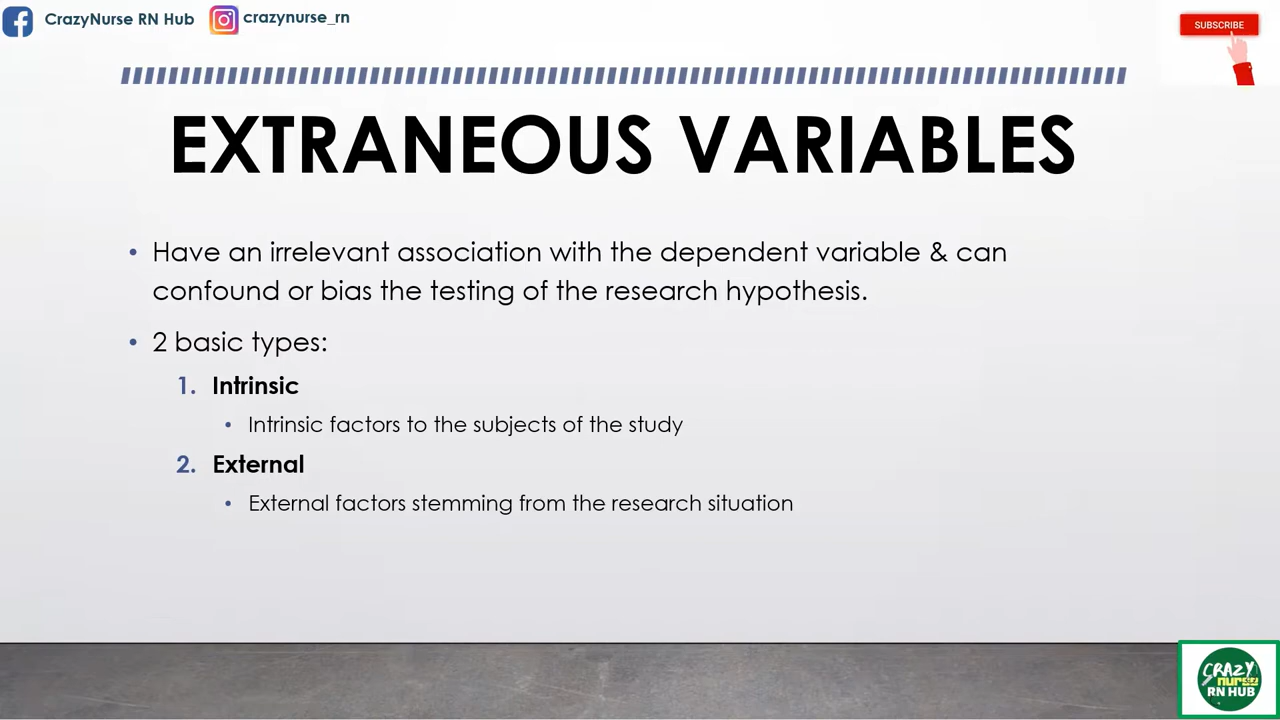 CrazyNurse RN Hub
crazynurse_rn
SUBSCRIBE
EXTRANEOUS VARIABLES
• Have an irrelevant association with the dependent variable & can
confound or bias the testing of the research hypothesis.
• 2 basic types:
1. Intrinsic
• Intrinsic factors to the subjects of the study
2. External
• External factors stemming from the research situation
CRAZY
nurse
RN HUB